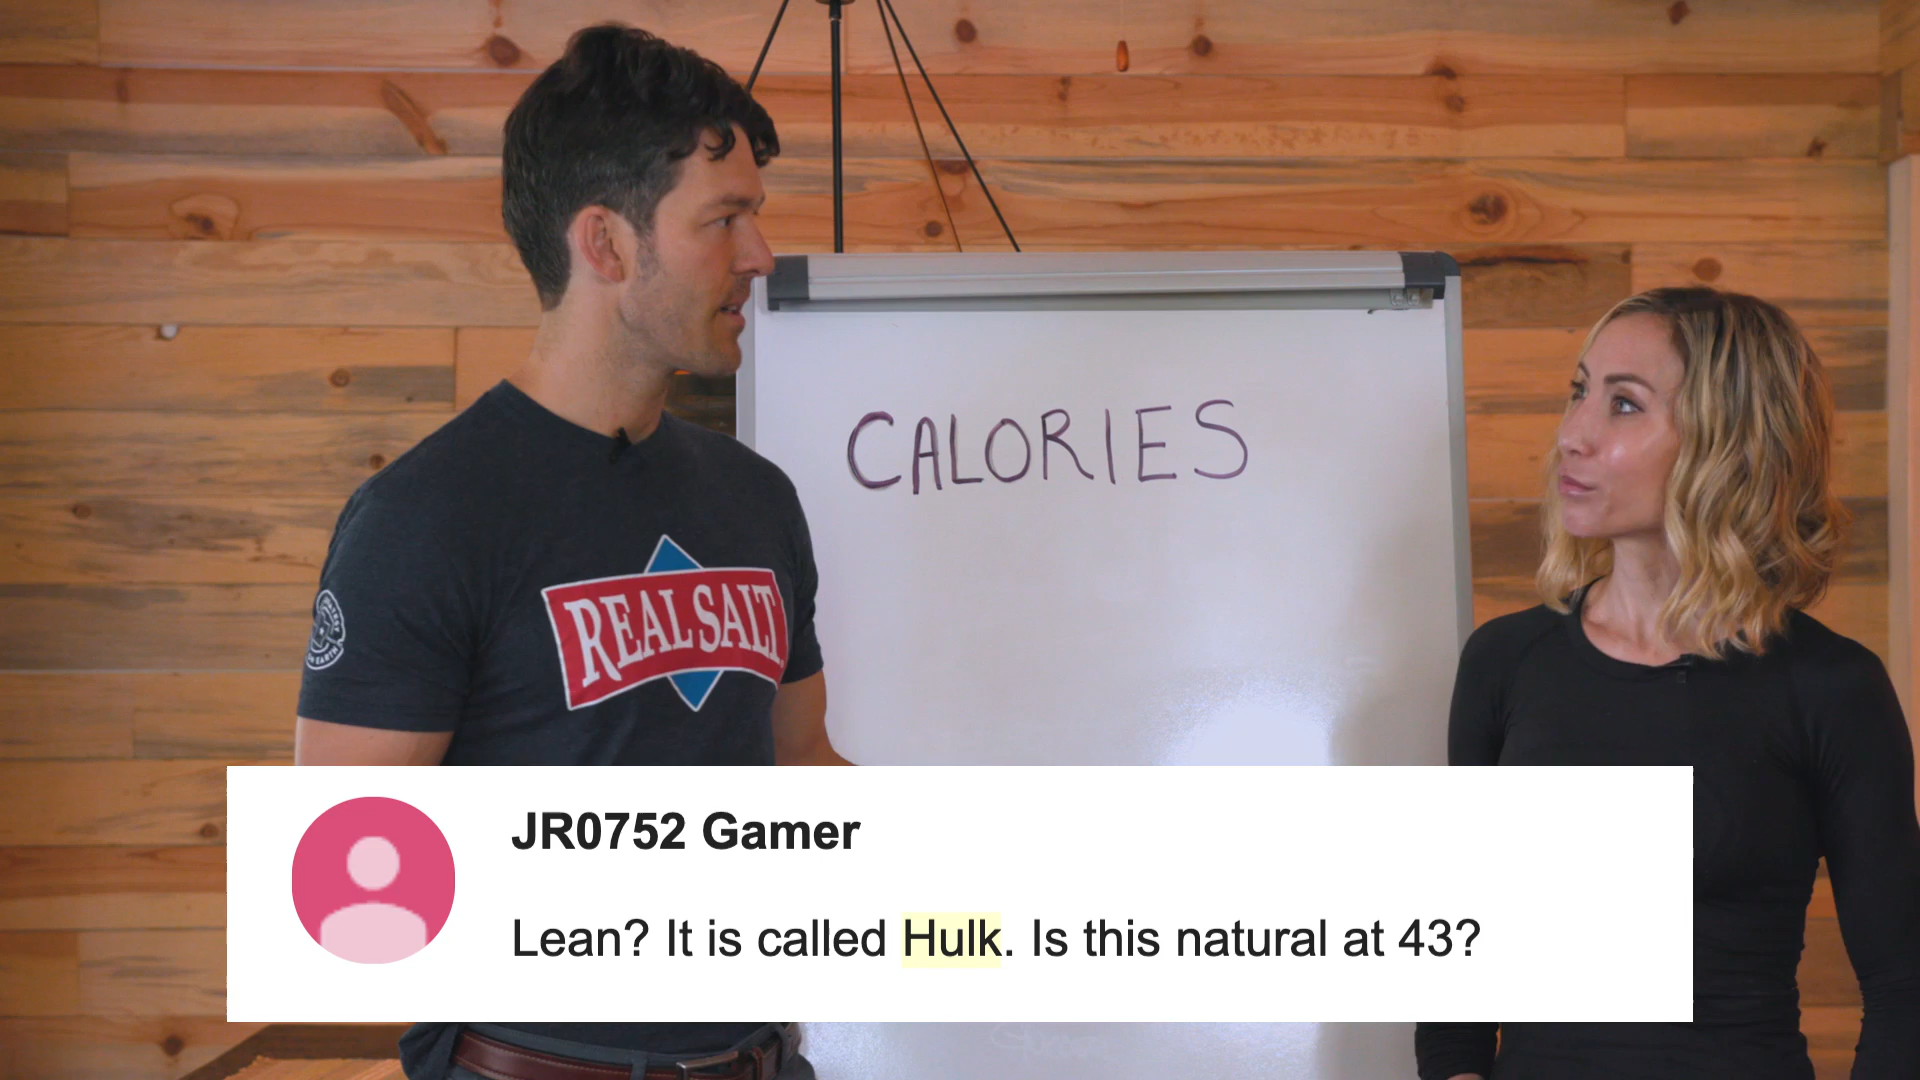 CALORIES
REAL SALT
JR0752 Gamer
Lean? It is called Hulk. Is this natural at 43?